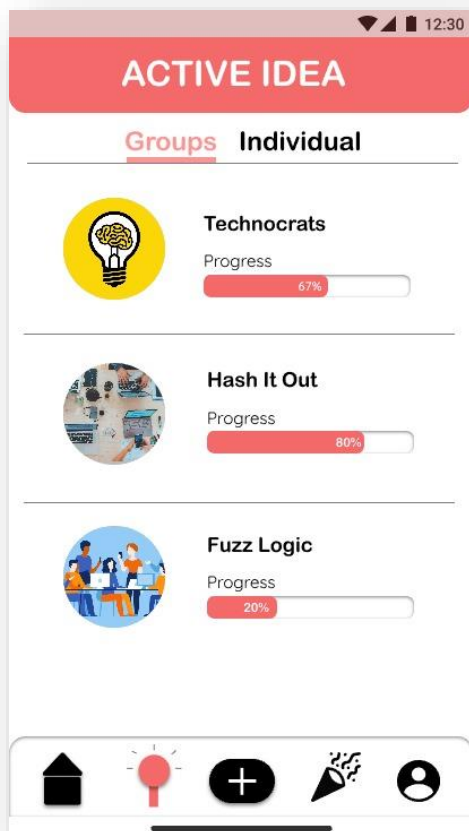 12:30
ACTIVE IDEA
Groups Individual
Technocrats
Progress
67%
Hash It Out
Progress
80%
Fuzz Logic
Progress
20%